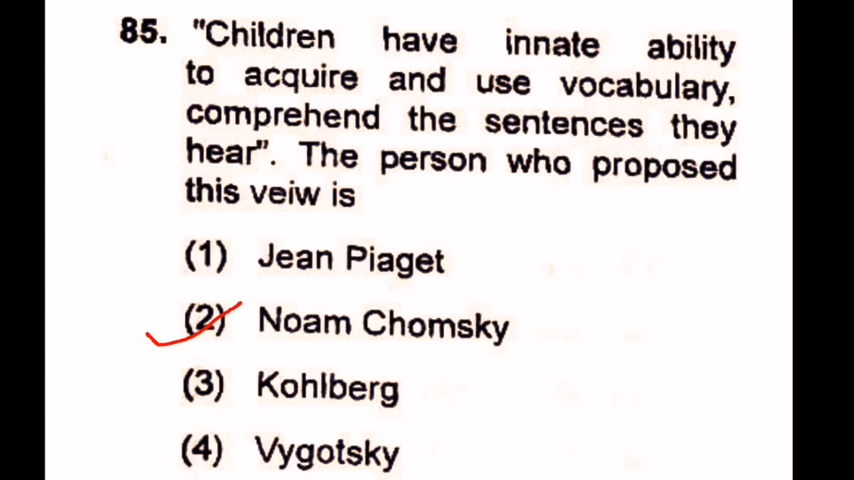 85. "Children have innate ability
to acquire and use vocabulary,
comprehend the sentences they
hear". The person who proposed
this veiw is
(1) Jean Piaget
(2) Noam Chomsky
(3) Kohlberg
(4) Vygotsky